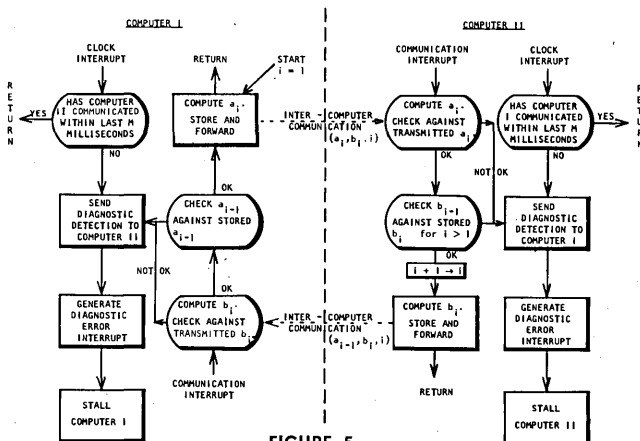 COMPUTER I
COMPUTER II
CLOCK
INTERRUPT
RETURN
START
i = 1
COMMUNICATION
INTERRUPT
CLOCK
INTERRUPT
RETURN
YES
HAS COMPUTER
II COMMUNICATED
WITHIN LAST M
MILLISECONDS
NO
COMPUTE a_i.
STORE AND
FORWARD
INTER - COMPUTER
COMMUNICATION
(a_i, b_i, i)
COMPUTE a_i.
CHECK AGAINST
TRANSMITTED a_i
OK
NOT OK
HAS COMPUTER
I COMMUNICATED
WITHIN LAST M
MILLISECONDS
YES
NO
OK
SEND
DIAGNOSTIC
DETECTION TO
COMPUTER II
CHECK a_{i-1}
AGAINST STORED
a_{i-1}
NOT OK
OK
CHECK b_{i-1}
AGAINST STORED
b_i for i > 1
OK
i + 1 → i
SEND
DIAGNOSTIC
DETECTION TO
COMPUTER I
GENERATE
DIAGNOSTIC
ERROR
INTERRUPT
COMPUTE b_i.
CHECK AGAINST
TRANSMITTED b_i
INTER - COMPUTER
COMMUNICATION
(a_{i-1}, b_i, i)
COMPUTE b_i.
STORE AND
FORWARD
GENERATE
DIAGNOSTIC
ERROR
INTERRUPT
COMMUNICATION
INTERRUPT
RETURN
STALL
COMPUTER I
STALL
COMPUTER II
FIGURE 5